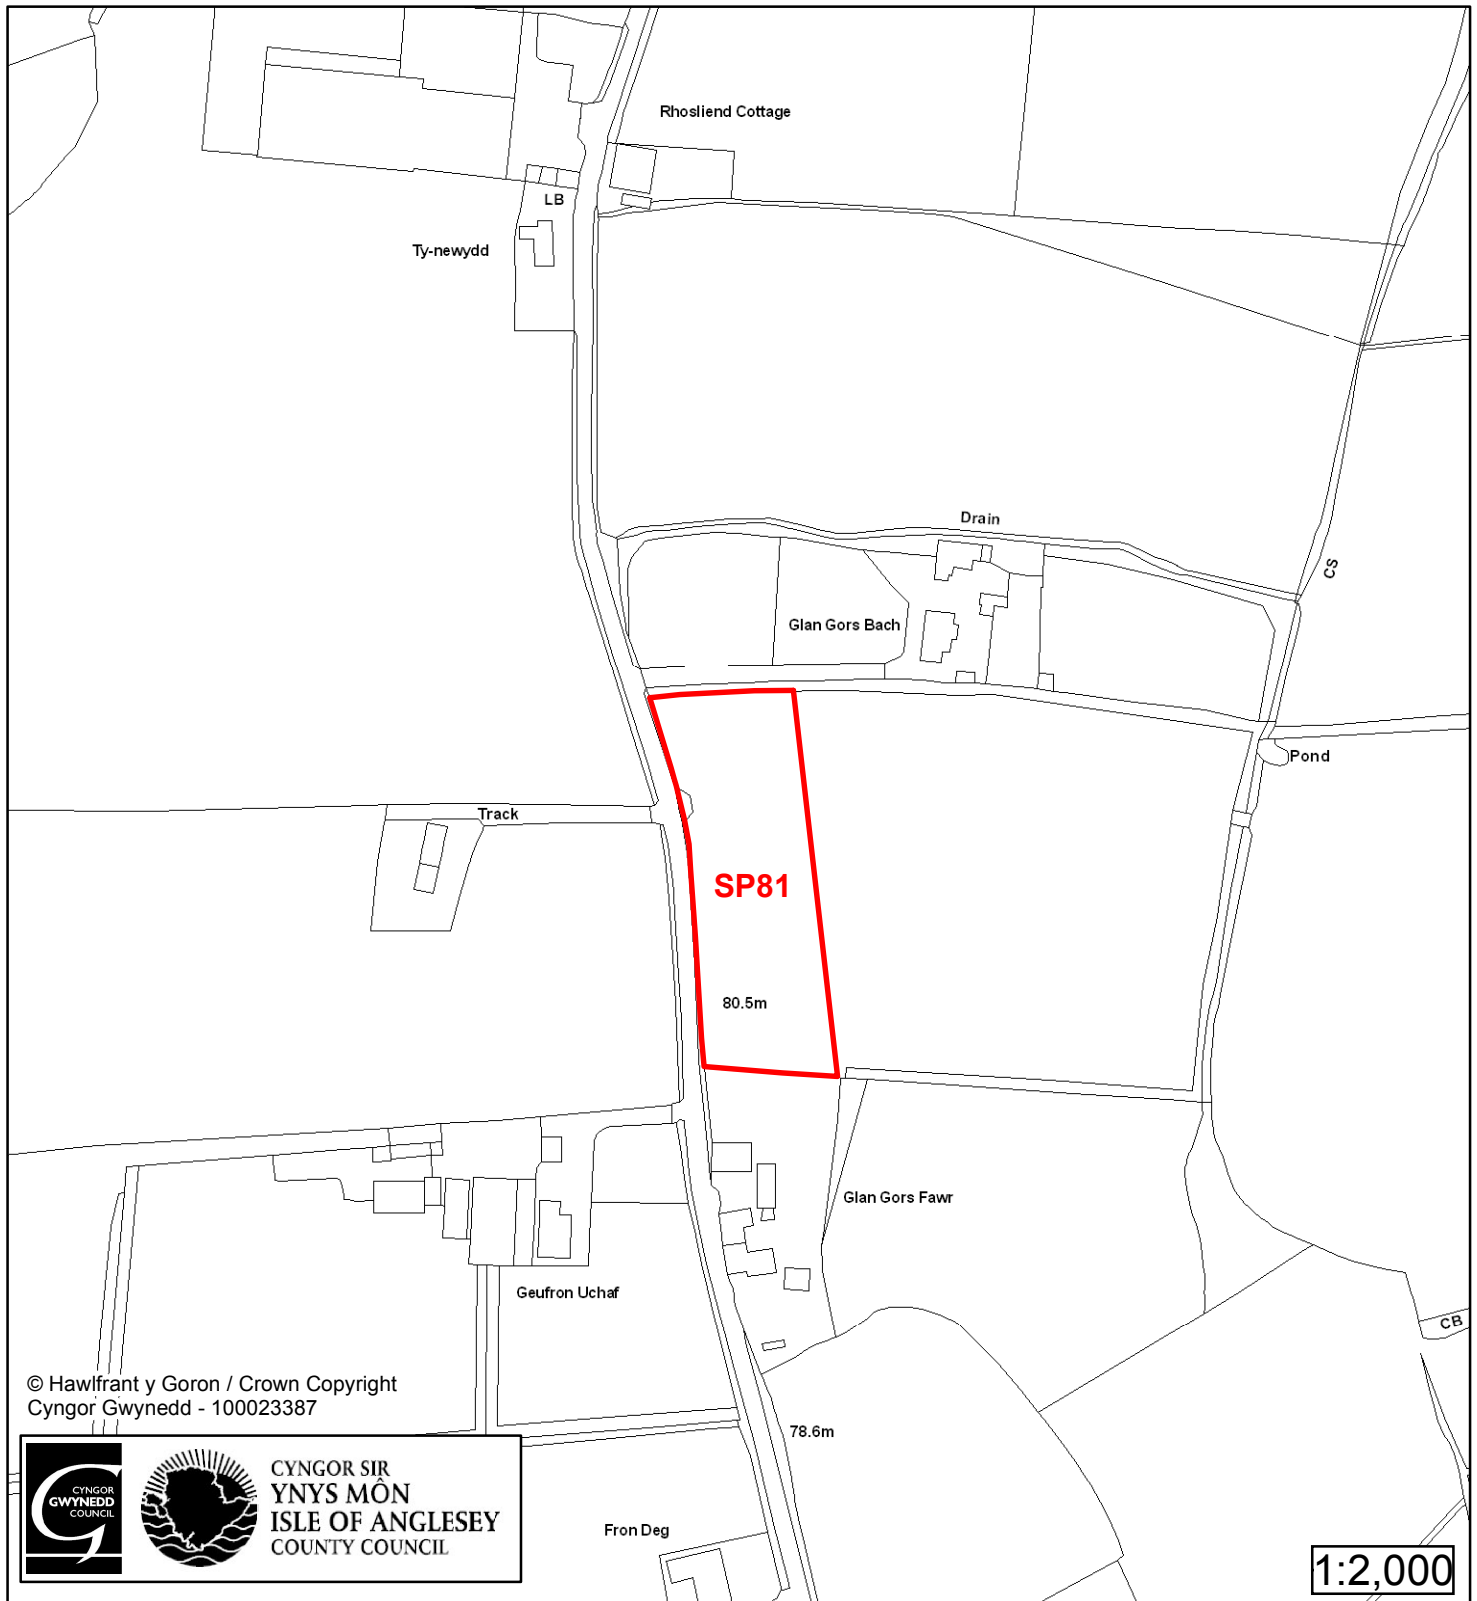 Rhosliend Cottage
LB
Ty-newydd
Drain
CS
Glan Gors Bach
Pond
Track
SP81
80.5m
Glan Gors Fawr
Geufron Uchaf
CB
© Hawlfrant y Goron / Crown Copyright
Cyngor Gwynedd - 100023387
78.6m
CYNGOR
GWYNEDD
COUNCIL
CYNGOR SIR
YNYS MÔN
ISLE OF ANGLESEY
COUNTY COUNCIL
Fron Deg
1:2,000